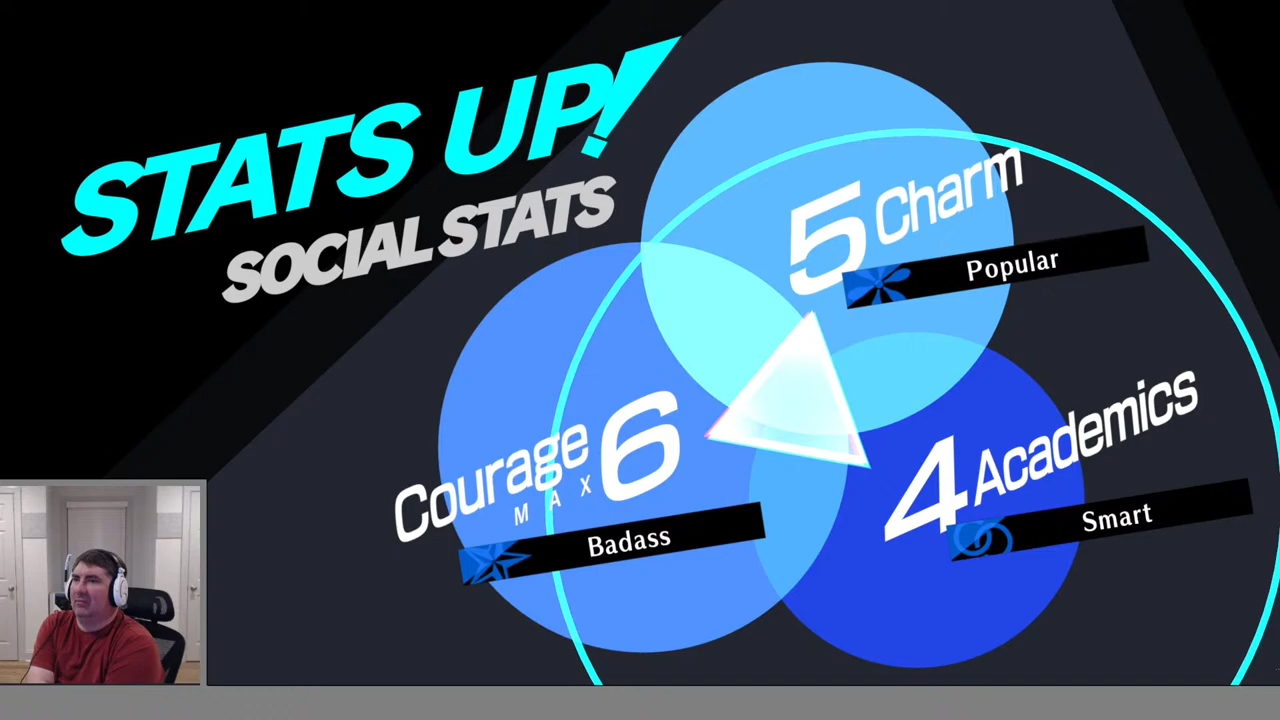 STATS UP!
SOCIAL STATS
5 Charm
Popular
Courage 6
MAX
Badass
4 Academics
Smart